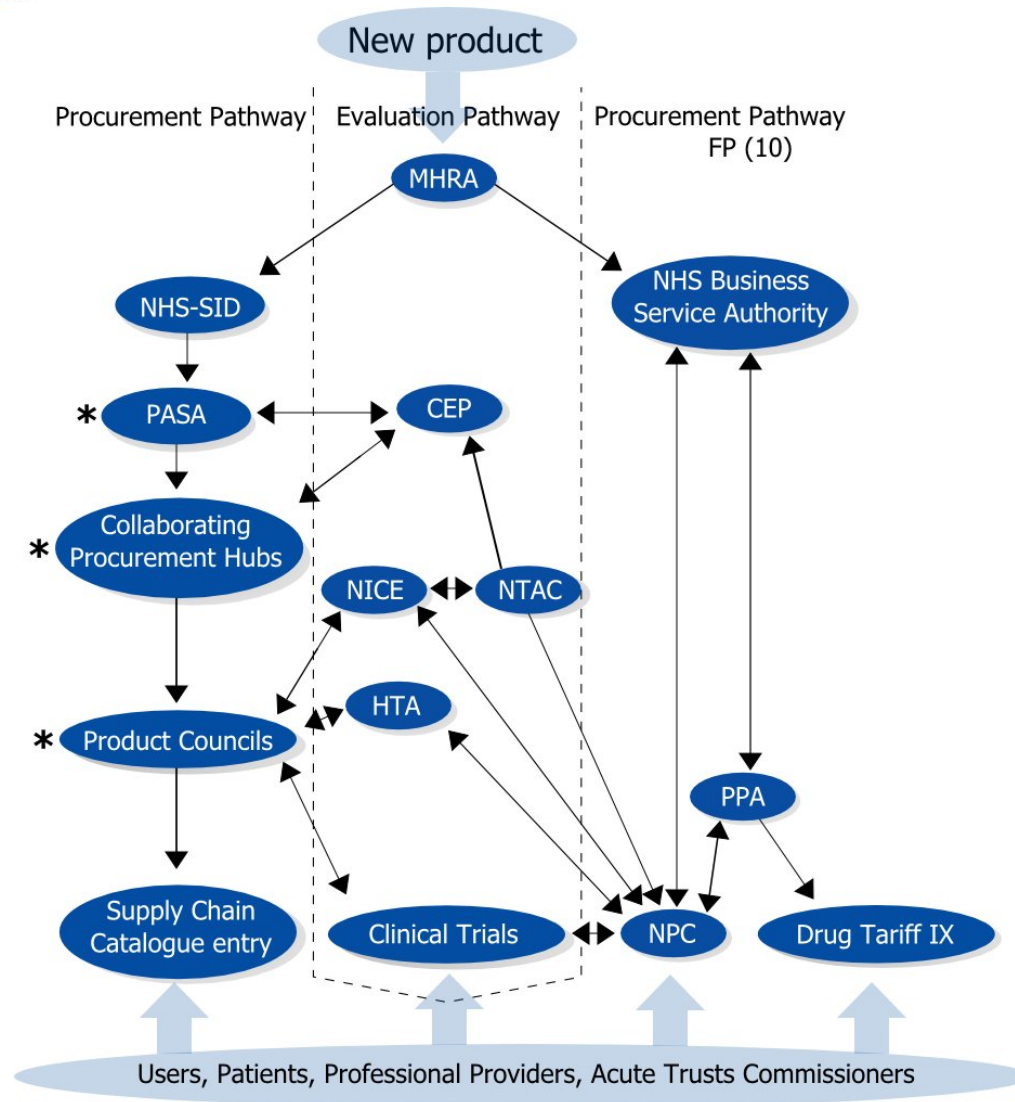 New product
Procurement Pathway
Evaluation Pathway
Procurement Pathway
FP (10)
MHRA
NHS-SID
NHS Business
Service Authority
* PASA
CEP
Collaborating
* Procurement Hubs
NICE
NTAC
HTA
* Product Councils
PPA
Supply Chain
Catalogue entry
Clinical Trials
NPC
Drug Tariff IX
Users, Patients, Professional Providers, Acute Trusts Commissioners